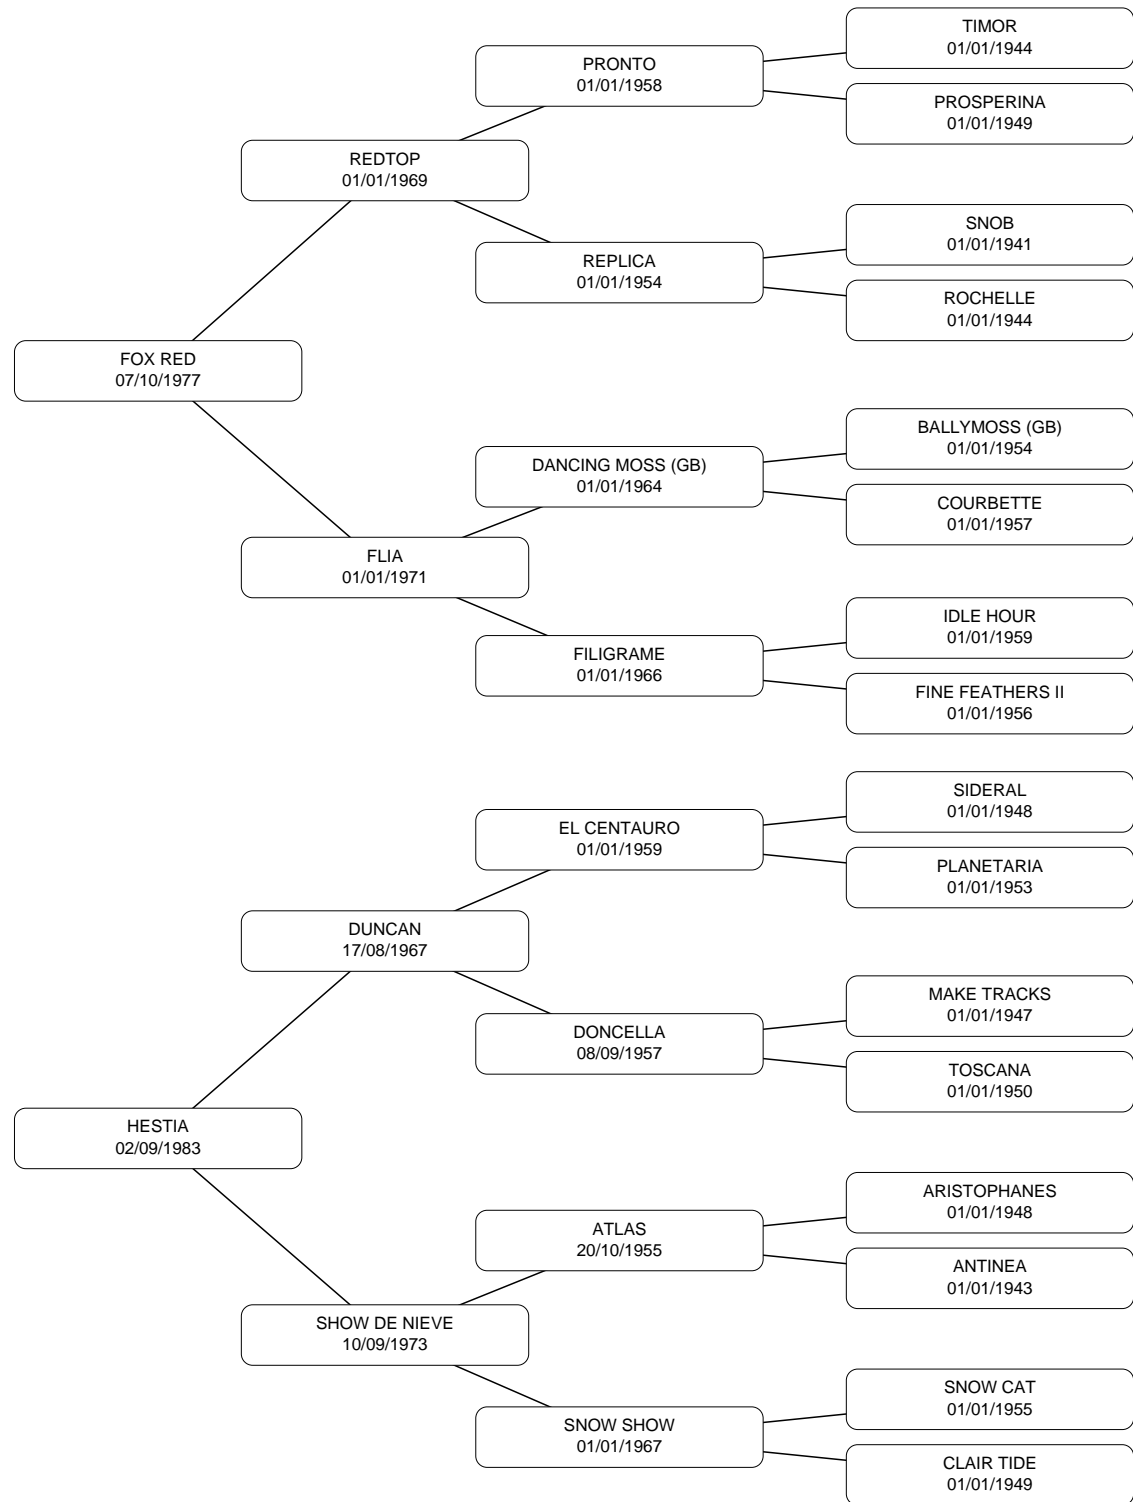 TIMOR
01/01/1944
PRONTO
01/01/1958
PROSPERINA
01/01/1949
REDTOP
01/01/1969
SNOB
01/01/1941
REPLICA
01/01/1954
ROCHELLE
01/01/1944
FOX RED
07/10/1977
BALLYMOSS (GB)
01/01/1954
DANCING MOSS (GB)
01/01/1964
COURBETTE
01/01/1957
FLIA
01/01/1971
IDLE HOUR
01/01/1959
FILIGRAME
01/01/1966
FINE FEATHERS II
01/01/1956
SIDERAL
01/01/1948
EL CENTAURO
01/01/1959
PLANETARIA
01/01/1953
DUNCAN
17/08/1967
MAKE TRACKS
01/01/1947
DONCELLA
08/09/1957
TOSCANA
01/01/1950
HESTIA
02/09/1983
ARISTOPHANES
01/01/1948
ATLAS
20/10/1955
ANTINEA
01/01/1943
SHOW DE NIEVE
10/09/1973
SNOW CAT
01/01/1955
SNOW SHOW
01/01/1967
CLAIR TIDE
01/01/1949